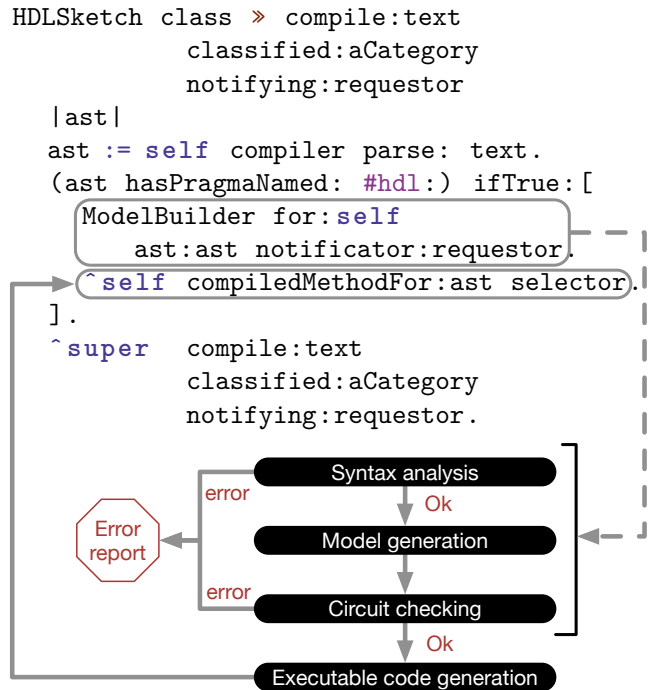 HDLSketch class » compile:text
classified:aCategory
notifying:requestor
|ast|
ast := self compiler parse: text.
(ast hasPragmaNamed: #hdl:) ifTrue:[
ModelBuilder for:self
ast:ast notificator:requestor.
^self compiledMethodFor:ast selector.
].
^super compile:text
classified:aCategory
notifying:requestor.
Syntax analysis
error
Ok
Error
report
Model generation
error
Circuit checking
Ok
Executable code generation